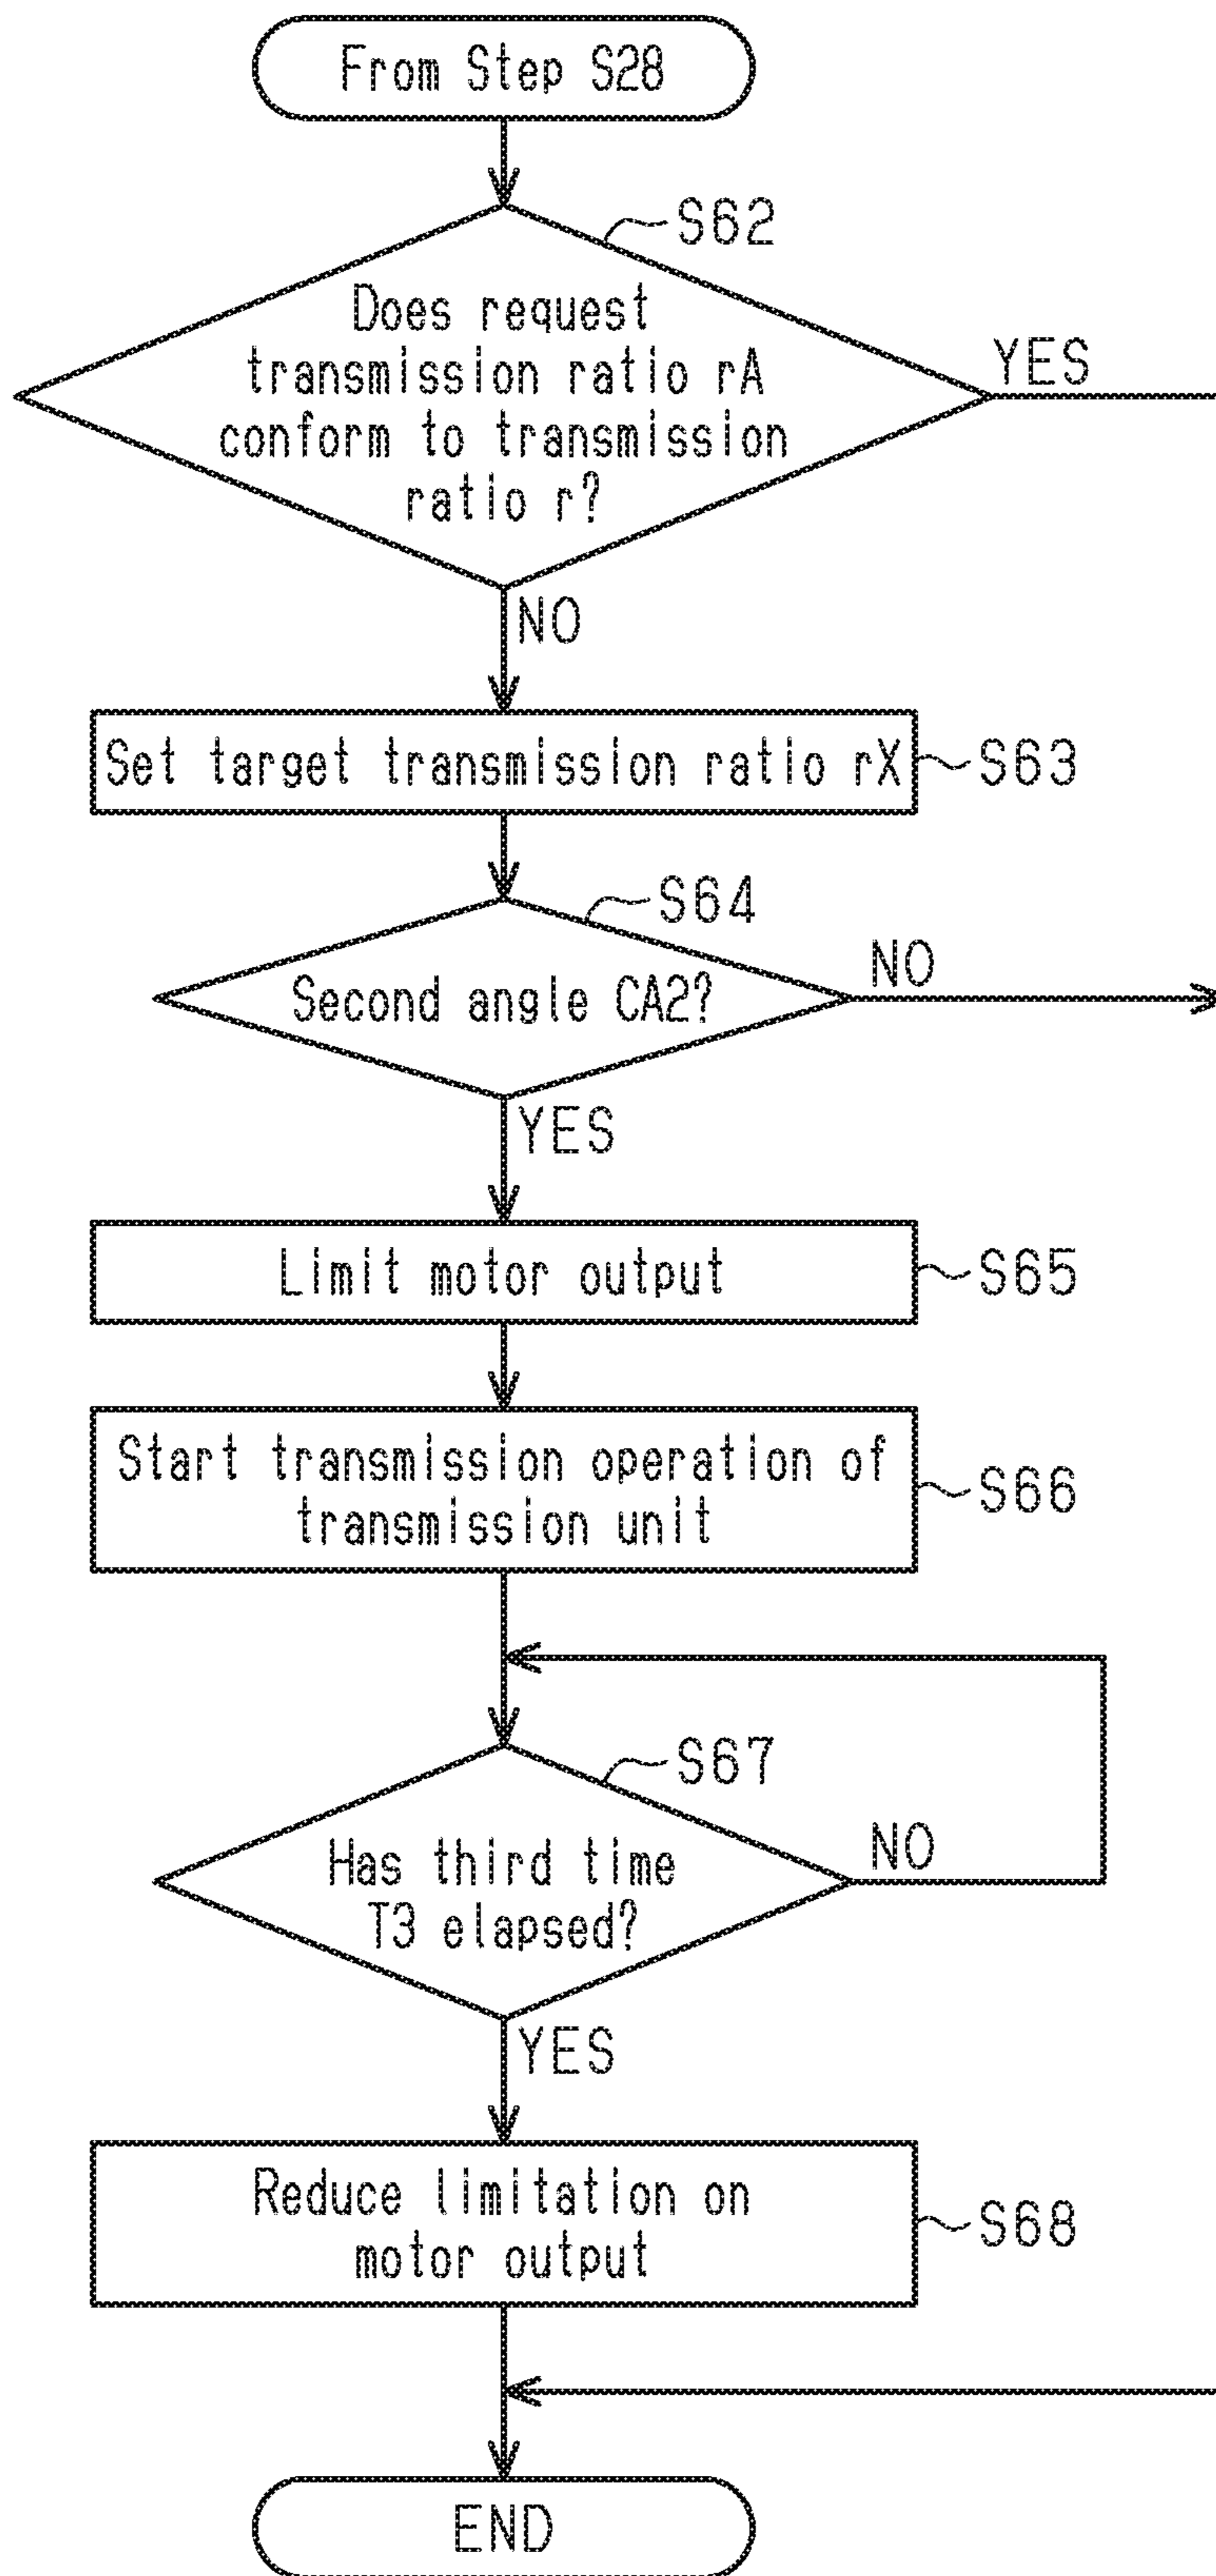 From Step S28
S62
Does request
transmission ratio rA
conform to transmission
ratio r?
YES
NO
Set target transmission ratio rX
S63
S64
Second angle CA2?
NO
YES
Limit motor output
S65
Start transmission operation of
transmission unit
S66
S67
Has third time
T3 elapsed?
NO
YES
Reduce limitation on
motor output
S68
END